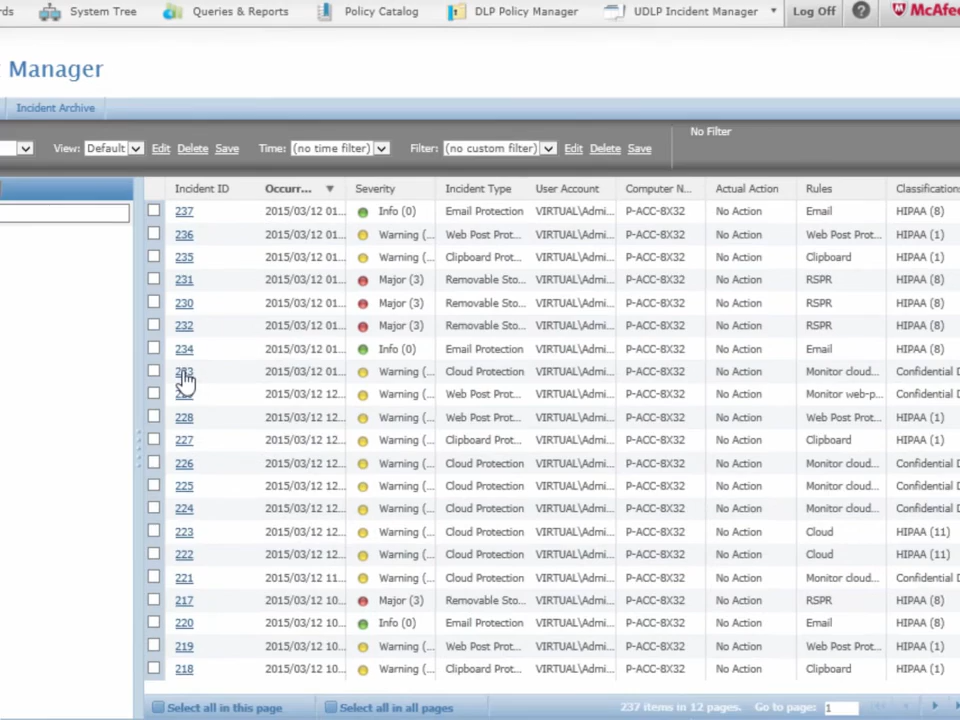 rds System Tree Queries & Reports Policy Catalog DLP Policy Manager UDLP Incident Manager Log Off ? McAfee
Manager
Incident Archive
View: Default Edit Delete Save Time: (no time filter) Filter: (no custom filter) Edit Delete Save No Filter
Incident ID Occurr... Severity Incident Type User Account Computer N... Actual Action Rules Classifications
237 2015/03/12 01... Info (0) Email Protection VIRTUAL\Admi... P-ACC-8X32 No Action Email HIPAA (8)
236 2015/03/12 01... Warning (... Web Post Prot... VIRTUAL\Admi... P-ACC-8X32 No Action Web Post Prot... HIPAA (1)
235 2015/03/12 01... Warning (... Clipboard Prot... VIRTUAL\Admi... P-ACC-8X32 No Action Clipboard HIPAA (1)
231 2015/03/12 01... Major (3) Removable Sto... VIRTUAL\Admi... P-ACC-8X32 No Action RSPR HIPAA (8)
230 2015/03/12 01... Major (3) Removable Sto... VIRTUAL\Admi... P-ACC-8X32 No Action RSPR HIPAA (8)
232 2015/03/12 01... Major (3) Removable Sto... VIRTUAL\Admi... P-ACC-8X32 No Action RSPR HIPAA (8)
234 2015/03/12 01... Info (0) Email Protection VIRTUAL\Admi... P-ACC-8X32 No Action Email HIPAA (8)
233 2015/03/12 01... Warning (... Cloud Protection VIRTUAL\Admi... P-ACC-8X32 No Action Monitor cloud... Confidential D
2015/03/12 12... Warning (... Web Post Prot... VIRTUAL\Admi... P-ACC-8X32 No Action Monitor web-p... Confidential D
228 2015/03/12 12... Warning (... Web Post Prot... VIRTUAL\Admi... P-ACC-8X32 No Action Web Post Prot... HIPAA (1)
227 2015/03/12 12... Warning (... Clipboard Prot... VIRTUAL\Admi... P-ACC-8X32 No Action Clipboard HIPAA (1)
226 2015/03/12 12... Warning (... Cloud Protection VIRTUAL\Admi... P-ACC-8X32 No Action Monitor cloud... Confidential D
225 2015/03/12 12... Warning (... Cloud Protection VIRTUAL\Admi... P-ACC-8X32 No Action Monitor cloud... Confidential D
224 2015/03/12 12... Warning (... Cloud Protection VIRTUAL\Admi... P-ACC-8X32 No Action Monitor cloud... Confidential D
223 2015/03/12 12... Warning (... Cloud Protection VIRTUAL\Admi... P-ACC-8X32 No Action Cloud HIPAA (11)
222 2015/03/12 12... Warning (... Cloud Protection VIRTUAL\Admi... P-ACC-8X32 No Action Cloud HIPAA (11)
221 2015/03/12 11... Warning (... Cloud Protection VIRTUAL\Admi... P-ACC-8X32 No Action Monitor cloud... Confidential D
217 2015/03/12 10... Major (3) Removable Sto... VIRTUAL\Admi... P-ACC-8X32 No Action RSPR HIPAA (8)
220 2015/03/12 10... Info (0) Email Protection VIRTUAL\Admi... P-ACC-8X32 No Action Email HIPAA (8)
219 2015/03/12 10... Warning (... Web Post Prot... VIRTUAL\Admi... P-ACC-8X32 No Action Web Post Prot... HIPAA (1)
218 2015/03/12 10... Warning (... Clipboard Prot... VIRTUAL\Admi... P-ACC-8X32 No Action Clipboard HIPAA (1)
Select all in this page Select all in all pages 237 items in 12 pages. Go to page: 1